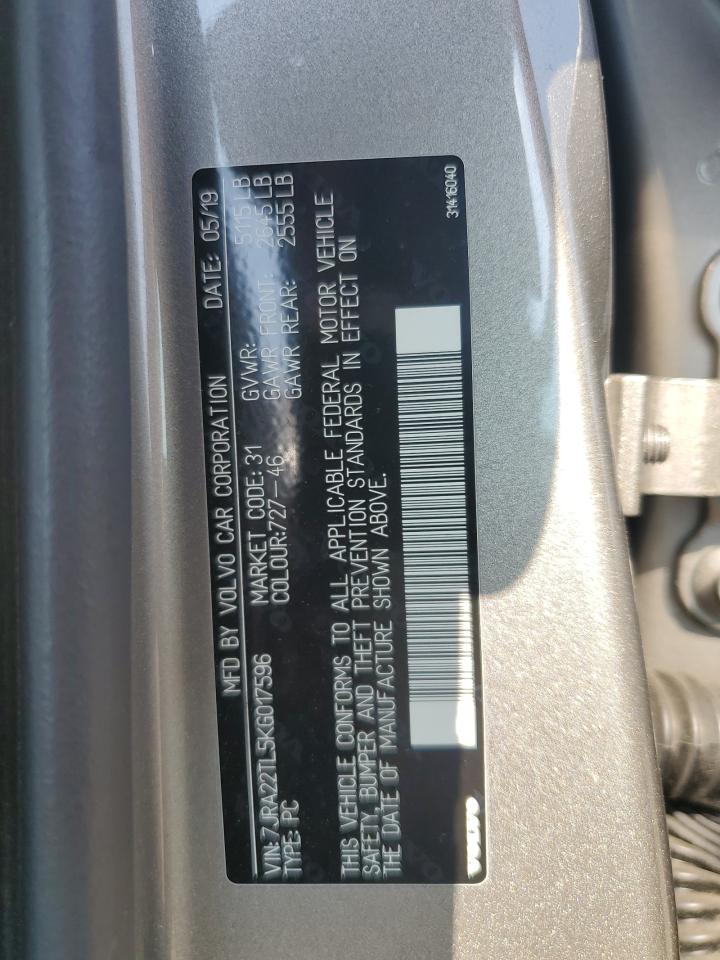 MFD BY VOLVO CAR CORPORATION DATE: 05/19
VIN:7JRA22TL5KG017596 MARKET CODE: 31 GVWR: 5115 LB
TYPE: PC COLOUR:727—46 GAWR FRONT: 2645 LB
GAWR REAR: 2555 LB
THIS VEHICLE CONFORMS TO ALL APPLICABLE FEDERAL MOTOR VEHICLE
SAFETY, BUMPER AND THEFT PREVENTION STANDARDS IN EFFECT ON
THE DATE OF MANUFACTURE SHOWN ABOVE.
VOLVO
31416040